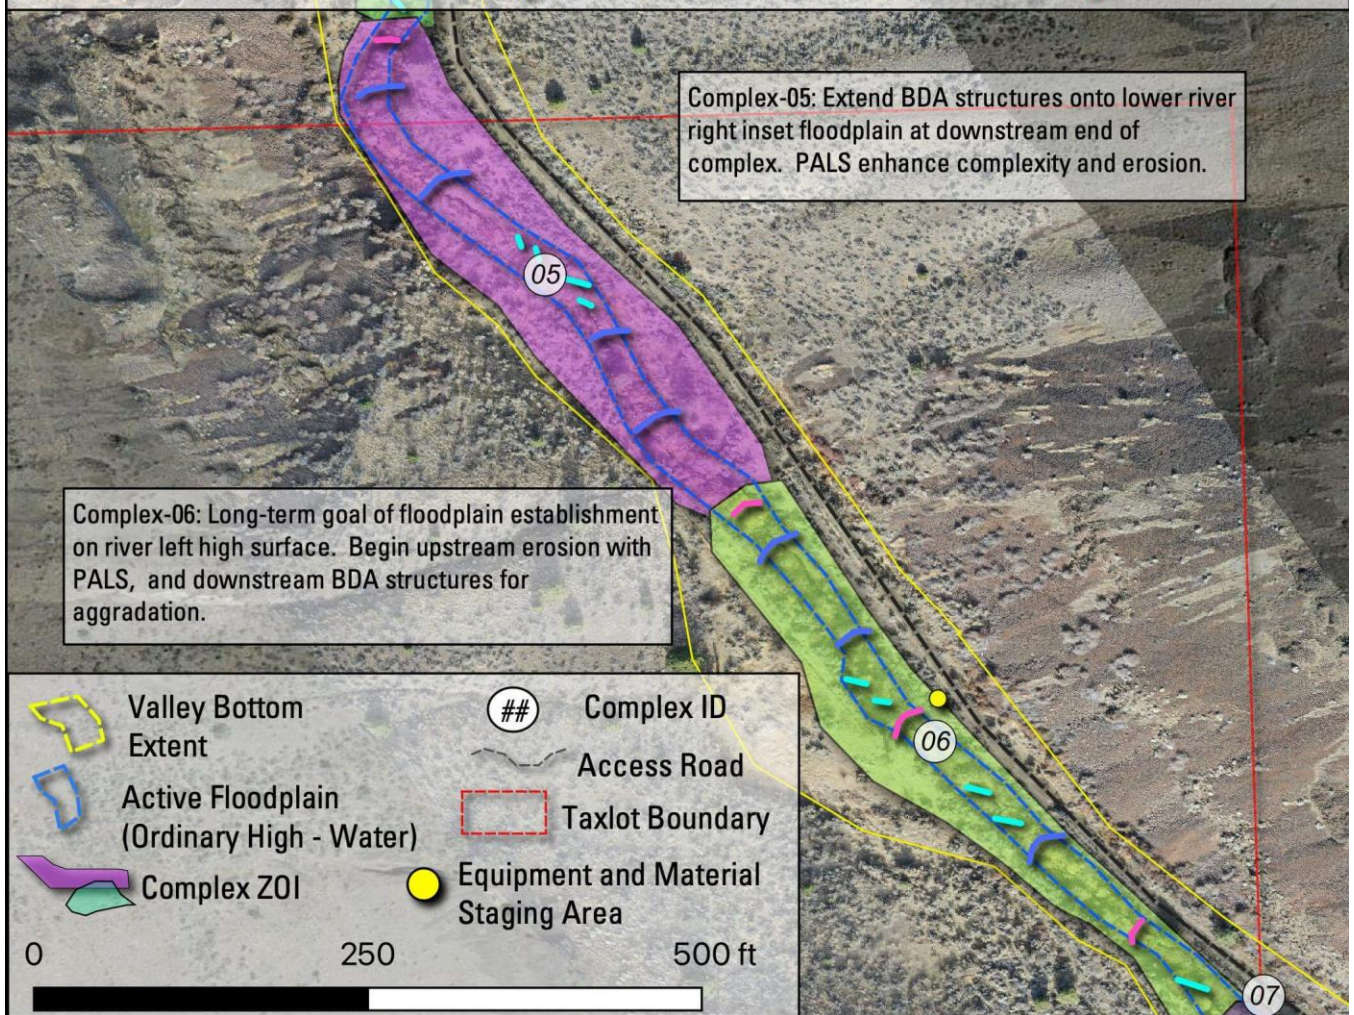 Complex-05: Extend BDA structures onto lower river
right inset floodplain at downstream end of
complex.  PALS enhance complexity and erosion.
05
Complex-06: Long-term goal of floodplain establishment
on river left high surface.  Begin upstream erosion with
PALS,  and downstream BDA structures for
aggradation.
06
07
Valley Bottom
Extent
Active Floodplain
(Ordinary High - Water)
Complex ZOI
##
Complex ID
Access Road
Taxlot Boundary
Equipment and Material
Staging Area
0 250 500 ft